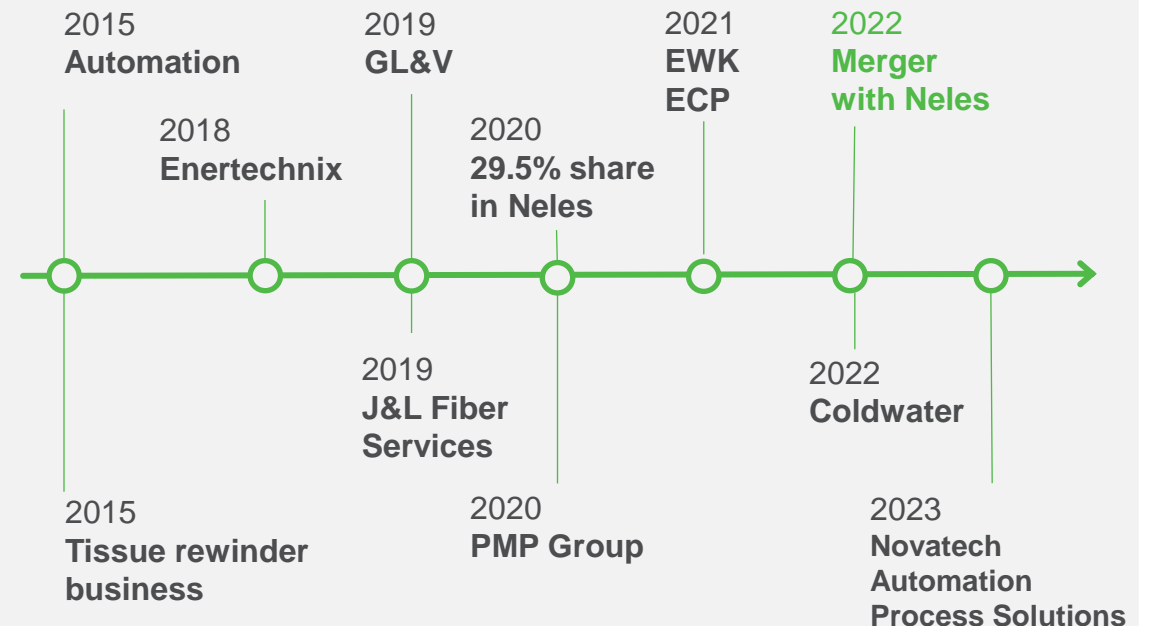 2015
Automation
2018
Enertechnix
2019
GL&V
2020
29.5% share
in Neles
2021
EWK
ECP
2022
Merger
with Neles
2015
Tissue rewinder
business
2019
J&L Fiber
Services
2020
PMP Group
2022
Coldwater
2023
Novatech
Automation
Process Solutions